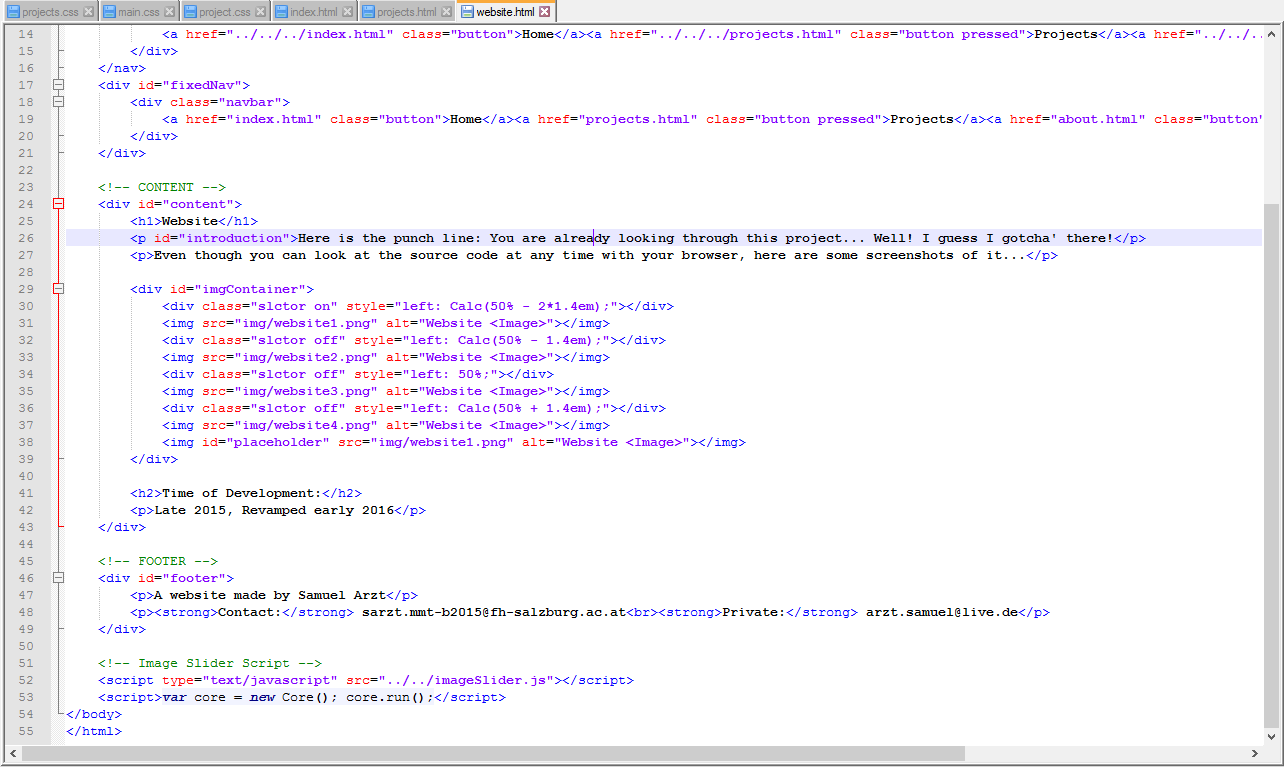 projects.css main.css project.css index.html projects.html website.html
14 <a href="../../../index.html" class="button">Home</a><a href="../../../projects.html" class="button pressed">Projects</a><a href="../../..
15 </div>
16 </nav>
17 <div id="fixedNav">
18 <div class="navbar">
19 <a href="index.html" class="button">Home</a><a href="projects.html" class="button pressed">Projects</a><a href="about.html" class="button"
20 </div>
21 </div>
22
23 <!-- CONTENT -->
24 <div id="content">
25 <h1>Website</h1>
26 <p id="introduction">Here is the punch line: You are already looking through this project... Well! I guess I gotcha' there!</p>
27 <p>Even though you can look at the source code at any time with your browser, here are some screenshots of it...</p>
28
29 <div id="imgContainer">
30 <div class="slctor on" style="left: Calc(50% - 2*1.4em);"></div>
31 <img src="img/website1.png" alt="Website <Image>"></img>
32 <div class="slctor off" style="left: Calc(50% - 1.4em);"></div>
33 <img src="img/website2.png" alt="Website <Image>"></img>
34 <div class="slctor off" style="left: 50%;"></div>
35 <img src="img/website3.png" alt="Website <Image>"></img>
36 <div class="slctor off" style="left: Calc(50% + 1.4em);"></div>
37 <img src="img/website4.png" alt="Website <Image>"></img>
38 <img id="placeholder" src="img/website1.png" alt="Website <Image>"></img>
39 </div>
40
41 <h2>Time of Development:</h2>
42 <p>Late 2015, Revamped early 2016</p>
43 </div>
44
45 <!-- FOOTER -->
46 <div id="footer">
47 <p>A website made by Samuel Arzt</p>
48 <p><strong>Contact:</strong> sarzt.mmt-b2015@fh-salzburg.ac.at<br><strong>Private:</strong> arzt.samuel@live.de</p>
49 </div>
50
51 <!-- Image Slider Script -->
52 <script type="text/javascript" src="../../imageSlider.js"></script>
53 <script>var core = new Core(); core.run();</script>
54 </body>
55 </html>